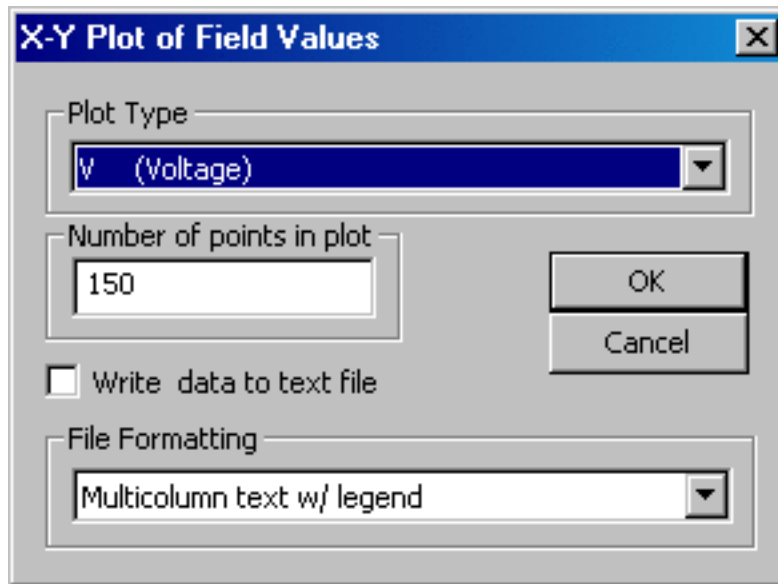 X-Y Plot of Field Values
Plot Type
V (Voltage)
Number of points in plot
150
OK
Cancel
Write data to text file
File Formatting
Multicolumn text w/ legend